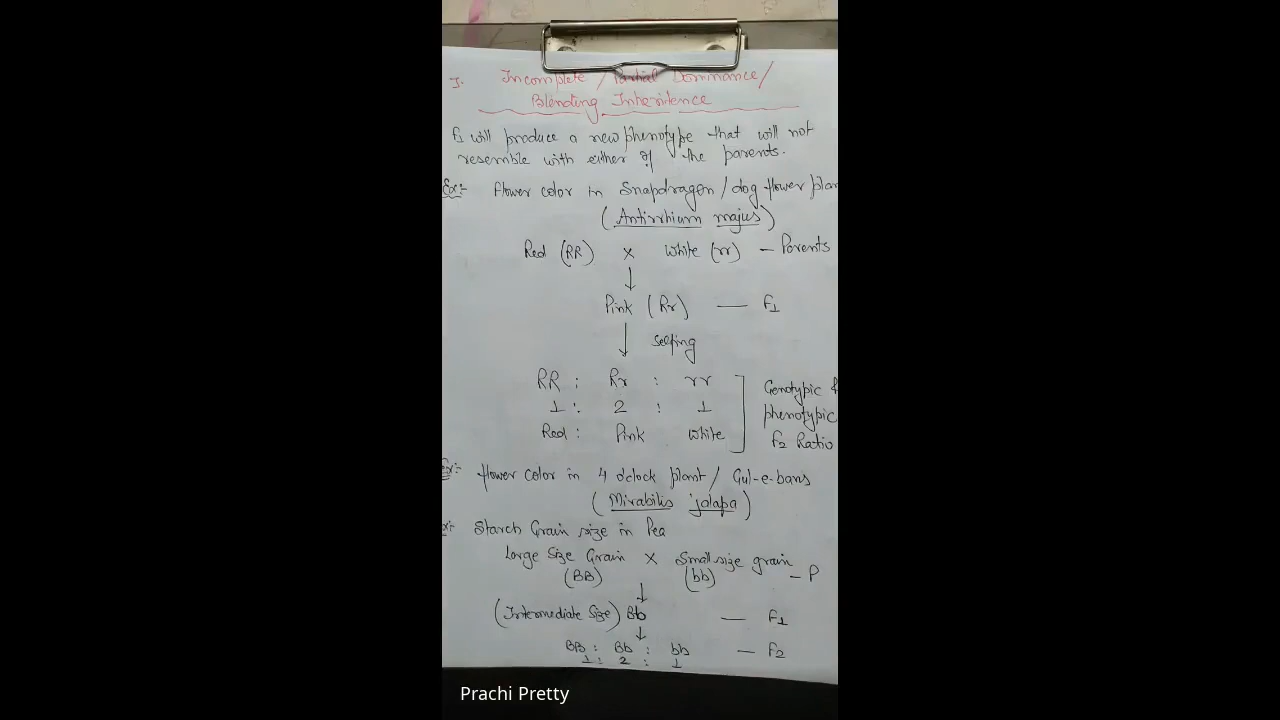 I. Incomplete / Partial Dominance/
Blending Inheritence
F1 will produce a new phenotype that will not
resemble with either of the parents.
Ex:- flower color in Snapdragon / dog flower plan
(Antirrhium majus)
Red (RR) × White (rr) — Parents
↓
Pink (Rr) — F1
↓ selfing
RR : Rr : rr
1 : 2 : 1
Red : Pink White
Genotypic &
phenotypic
F2 Ratio
Ex:- flower color in 4 o'clock plant / Gul-e-bans
(Mirabilis jalapa)
Ex:- Starch Grain size in Pea
Large Size Grain × Small size grain
(BB) (bb) — P
↓
(Intermediate Size) Bb — F1
↓
BB : Bb : bb — F2
1 : 2 : 1
Prachi Pretty